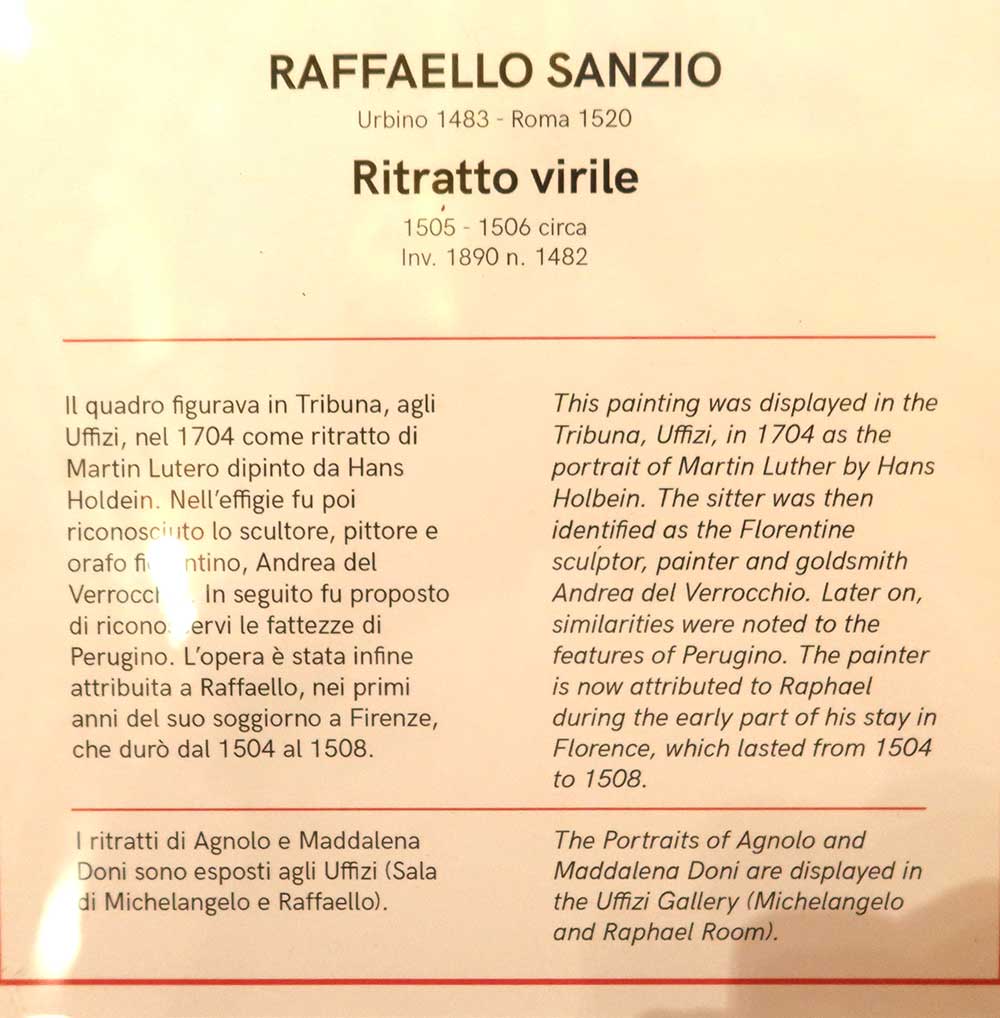 RAFFAELLO SANZIO
Urbino 1483 - Roma 1520
Ritratto virile
1505 - 1506 circa
Inv. 1890 n. 1482
Il quadro figurava in Tribuna, agli
Uffizi, nel 1704 come ritratto di
Martin Lutero dipinto da Hans
Holdein. Nell'effigie fu poi
riconosciuto lo scultore, pittore e
orafo ntino, Andrea del
Verrocc . In seguito fu proposto
di ricono ervi le fattezze di
Perugino. L'opera è stata infine
attribuita a Raffaello, nei primi
anni del suo soggiorno a Firenze,
che durò dal 1504 al 1508.
This painting was displayed in the
Tribuna, Uffizi, in 1704 as the
portrait of Martin Luther by Hans
Holbein. The sitter was then
identified as the Florentine
sculptor, painter and goldsmith
Andrea del Verrocchio. Later on,
similarities were noted to the
features of Perugino. The painter
is now attributed to Raphael
during the early part of his stay in
Florence, which lasted from 1504
to 1508.
I ritratti di Agnolo e Maddalena
Doni sono esposti agli Uffizi (Sala
di Michelangelo e Raffaello).
The Portraits of Agnolo and
Maddalena Doni are displayed in
the Uffizi Gallery (Michelangelo
and Raphael Room).